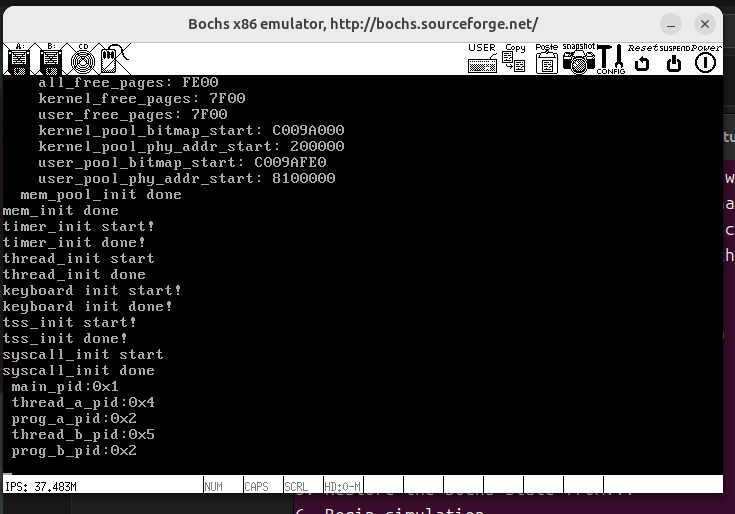 Bochs x86 emulator, http://bochs.sourceforge.net/
A: B: CD USER Copy Paste snapshot CONFIG Reset SUSPEND Power
all_free_pages: FE00
kernel_free_pages: 7F00
user_free_pages: 7F00
kernel_pool_bitmap_start: C009A000
kernel_pool_phy_addr_start: 200000
user_pool_bitmap_start: C009AFE0
user_pool_phy_addr_start: 8100000
mem_pool_init done
mem_init done
timer_init start!
timer_init done!
thread_init start
thread_init done
keyboard init start!
keyboard init done!
tss_init start!
tss_init done!
syscall_init start
syscall_init done
main_pid:0x1
thread_a_pid:0x4
prog_a_pid:0x2
thread_b_pid:0x5
prog_b_pid:0x2
IPS: 37.483M NUM CAPS SCRL HD:0-M
6. Begin simulation